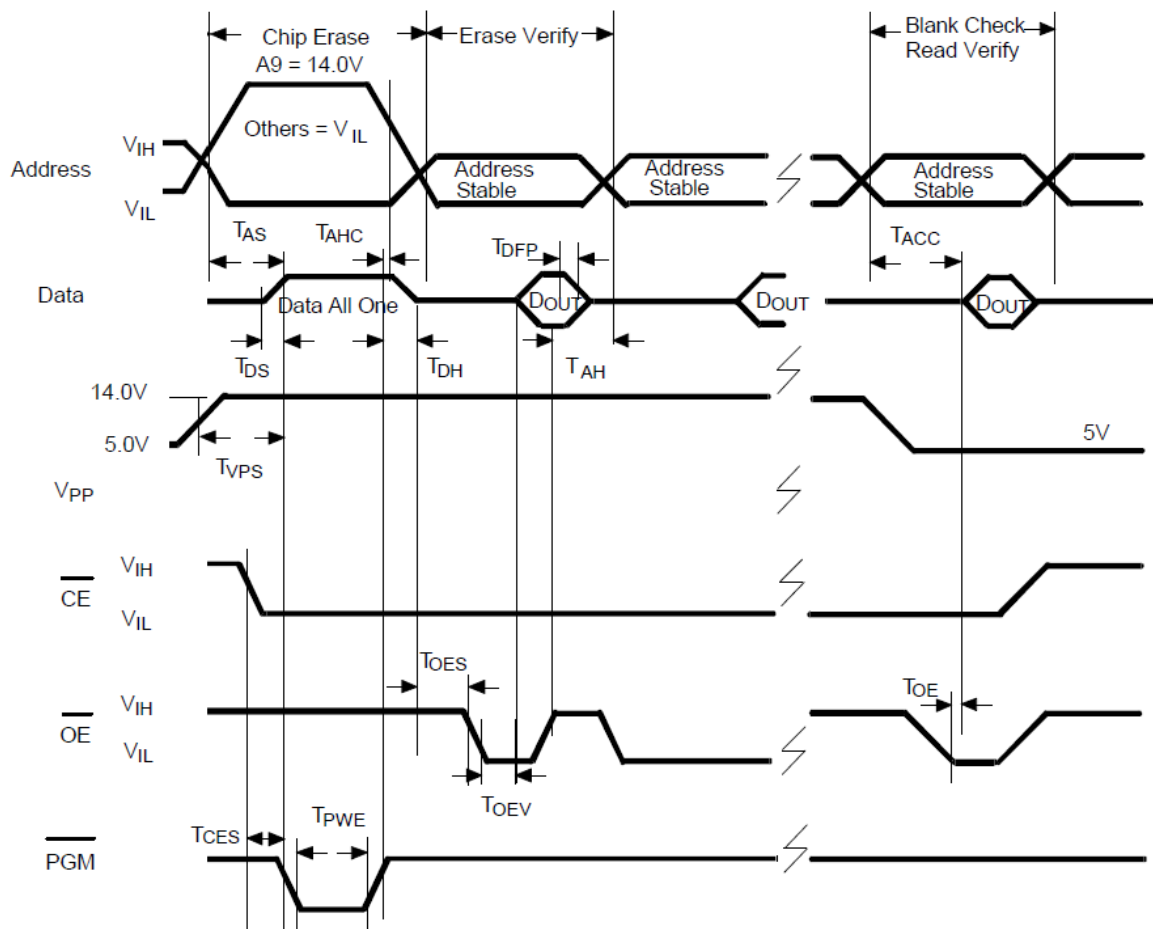 Chip Erase
A9 = 14.0V
Erase Verify
Blank Check
Read Verify
Others = VIL
VIH
Address
VIL
Address
Stable
Address
Stable
Address
Stable
TAS
TAHC
TDFP
TACC
Data
Data All One
DOUT
DOUT
DOUT
TDS
TDH
TAH
14.0V
5.0V
5V
TVPS
VPP
VIH
CE
VIL
TOES
TOE
VIH
OE
VIL
TOEV
TPWE
TCES
PGM